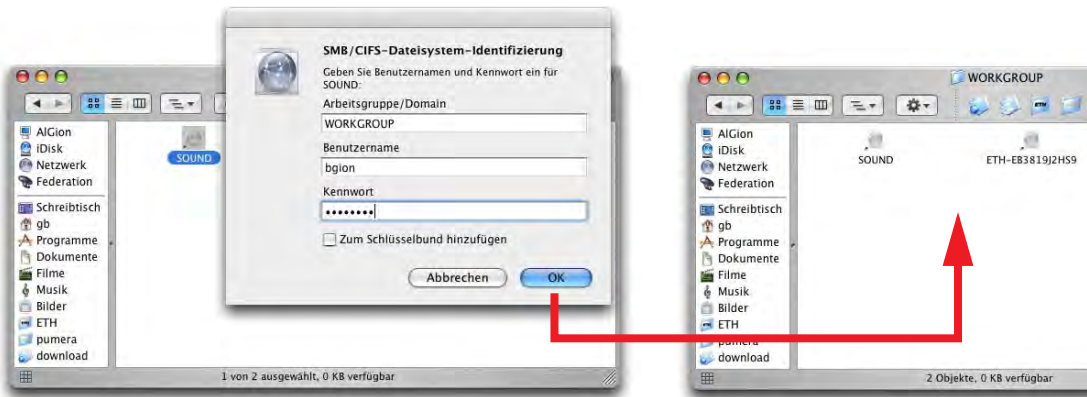 SMB/CIFS-Dateisystem-Identifizierung
Geben Sie Benutzernamen und Kennwort ein für
SOUND:
Arbeitsgruppe/Domain
WORKGROUP
Benutzername
bgion
Kennwort
••••••••
Zum Schlüsselbund hinzufügen
Abbrechen
OK
AlGion
iDisk
Netzwerk
Federation
Schreibtisch
gb
Programme
Dokumente
Filme
Musik
Bilder
ETH
pumera
download
SOUND
1 von 2 ausgewählt, 0 KB verfügbar
WORKGROUP
ETH
AlGion
iDisk
Netzwerk
Federation
Schreibtisch
gb
Programme
Dokumente
Filme
Musik
Bilder
ETH
pumera
download
SOUND
ETH-EB3819J2HS9
2 Objekte, 0 KB verfügbar